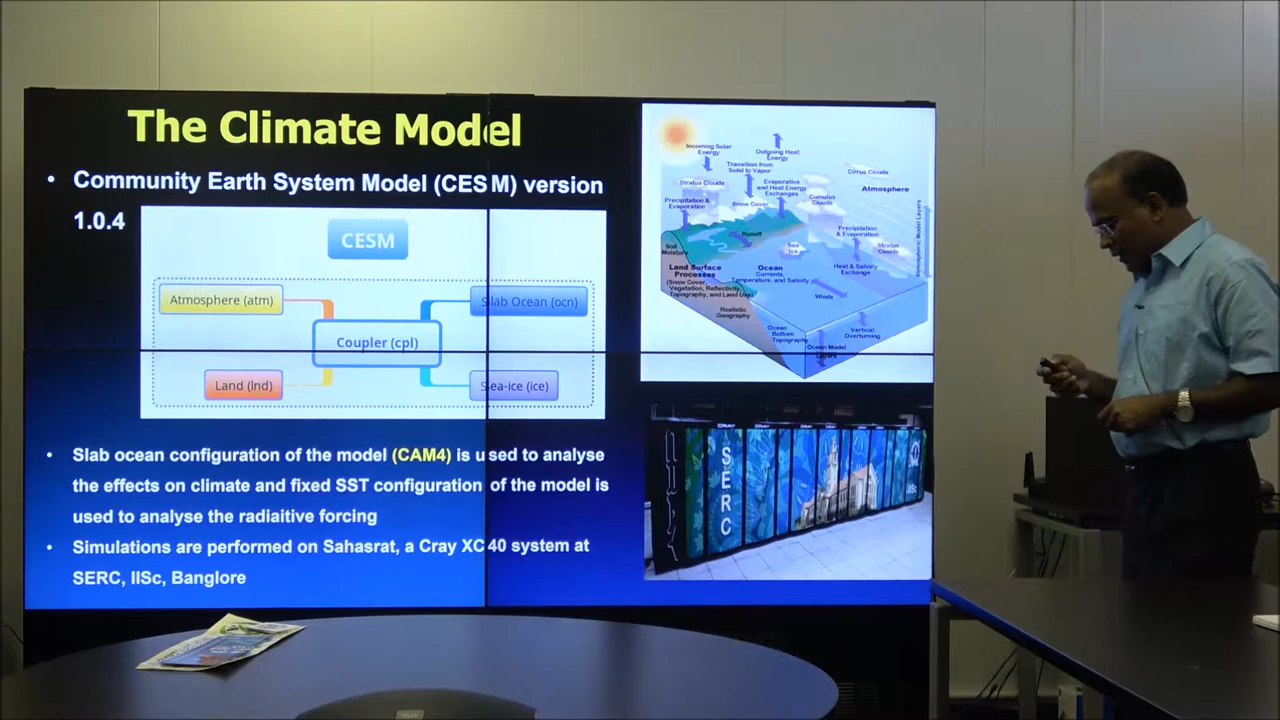 The Climate Model
• Community Earth System Model (CESM) version
1.0.4
CESM
Atmosphere (atm)
Slab Ocean (ocn)
Coupler (cpl)
Land (lnd)
Sea-ice (ice)
• Slab ocean configuration of the model (CAM4) is used to analyse
the effects on climate and fixed SST configuration of the model is
used to analyse the radiaitive forcing
• Simulations are performed on Sahasrat, a Cray XC40 system at
SERC, IISc, Banglore
Incoming Solar
Energy
Outgoing Heat
Energy
Transition from
Solid to Vapor
Stratus Clouds
Evaporative
and Heat Energy
Exchanges
Cirrus Clouds
Atmosphere
Precipitation &
Evaporation
Snow Cover
Cumulus
Clouds
Atmospheric Model Layers
Runoff
Precipitation
& Evaporation
Soil
Moisture
Sea
Ice
Stratus
Clouds
Land Surface
Processes
(Snow Cover,
Vegetation, Reflectivity,
Topography, and Land Use)
Ocean
Currents,
Temperature, and Salinity
Heat & Salinity
Exchange
Winds
Realistic
Geography
Ocean
Bottom
Topography
Vertical
Overturning
Ocean Model
Layers
CRAY
SERC